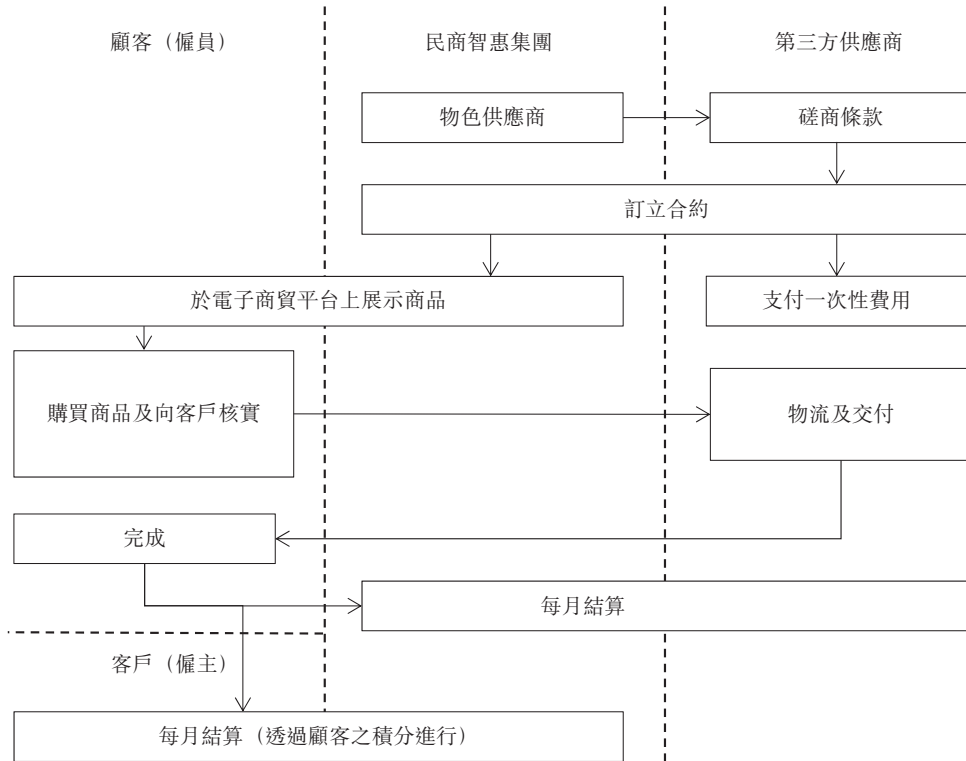 顧客（僱員）
民商智惠集團
第三方供應商
物色供應商
磋商條款
訂立合約
於電子商貿平台上展示商品
支付一次性費用
購買商品及向客戶核實
物流及交付
完成
每月結算
客戶（僱主）
每月結算（透過顧客之積分進行）